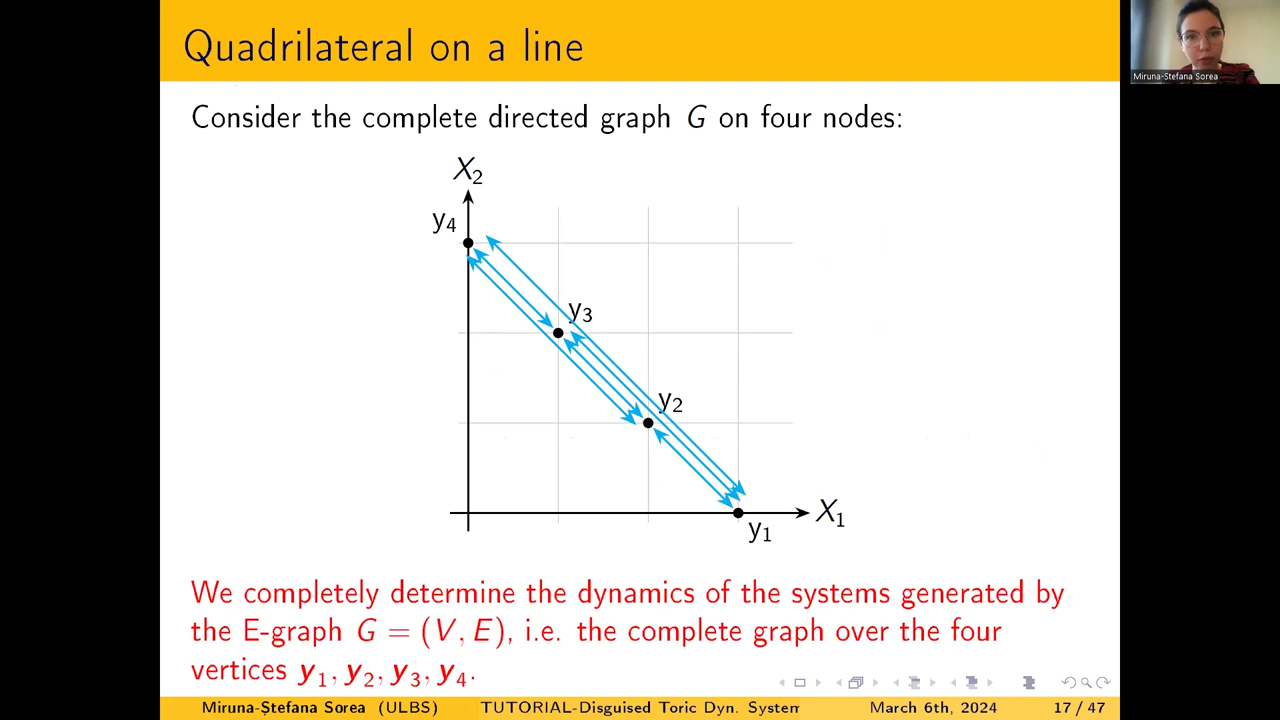 Quadrilateral on a line
Miruna-Stefana Sorea
Consider the complete directed graph G on four nodes:
X₂
y₄
y₃
y₂
X₁
y₁
We completely determine the dynamics of the systems generated by
the E-graph G = (V, E), i.e. the complete graph over the four
vertices y₁, y₂, y₃, y₄.
Miruna-Ștefana Sorea (ULBS) TUTORIAL-Disguised Toric Dyn. System March 6th, 2024 17 / 47